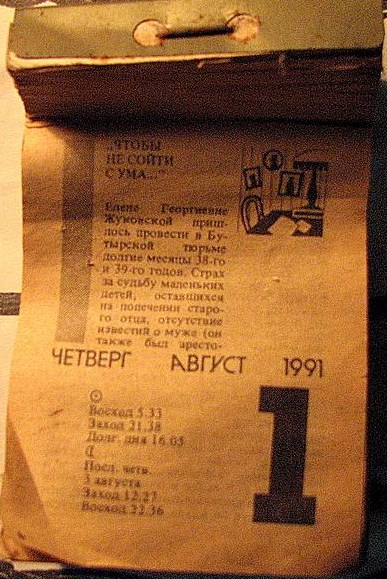 „ЧТОБЫ
НЕ СОЙТИ
С УМА..."
Елене Георгиевне
Жуковской приш-
лось провести в Бу-
тырской тюрьме
долгие месяцы 38-го
и 39-го годов. Страх
за судьбу маленьких
детей, оставшихся
на попечении старо-
го отца, отсутствие
известий о муже (он
также был аресто-
ЧЕТВЕРГ АВГУСТ 1991
1
Восход 5.33
Заход 21.38
Долг. дня 16.05
Посл. четв.
3 августа
Заход 12.27
Восход 22.36